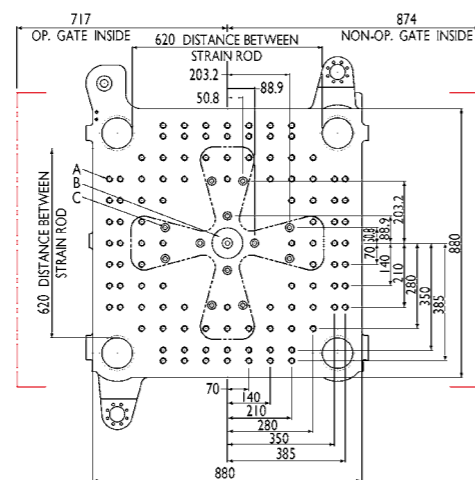 717
874
OP. GATE INSIDE
620 DISTANCE BETWEEN
NON-OP. GATE INSIDE
STRAIN ROD
203.2
88.9
50.8
A
B
C
620 DISTANCE BETWEEN
STRAIN ROD
50.8
88.9
203.2
70
140
210
280
350
385
880
70
140
210
280
350
385
880